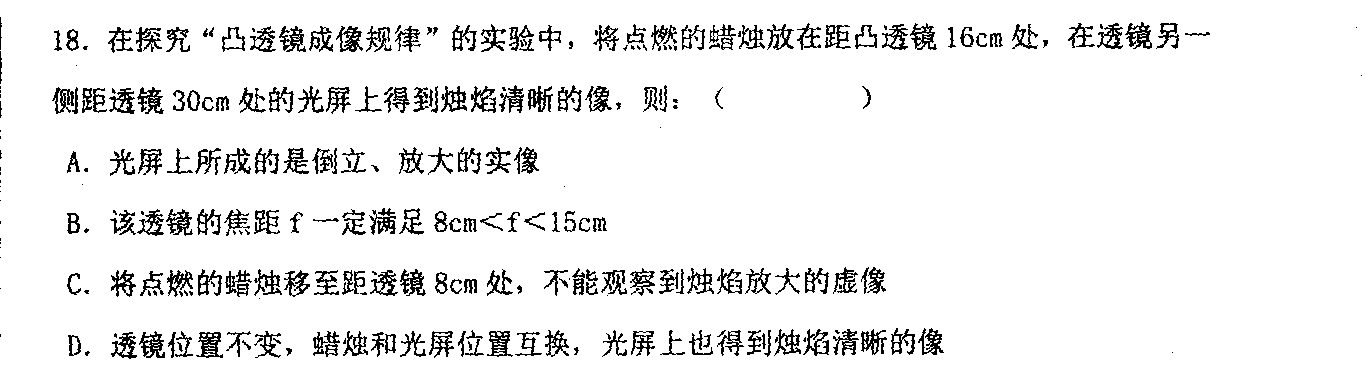 18. 在探究“凸透镜成像规律”的实验中，将点燃的蜡烛放在距凸透镜16cm处，在透镜另一
侧距透镜30cm处的光屏上得到烛焰清晰的像，则：（　　　　）
A. 光屏上所成的是倒立、放大的实像
B. 该透镜的焦距f一定满足8cm＜f＜15cm
C. 将点燃的蜡烛移至距透镜8cm处，不能观察到烛焰放大的虚像
D. 透镜位置不变，蜡烛和光屏位置互换，光屏上也得到烛焰清晰的像